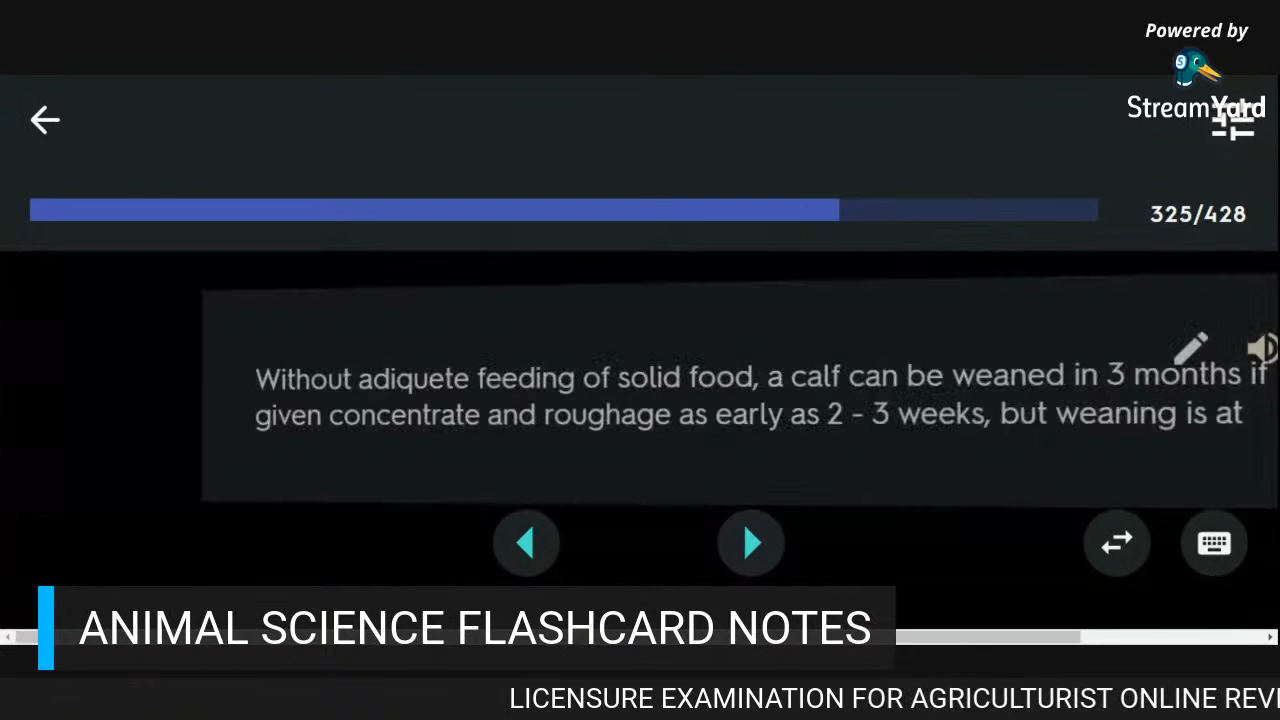 Powered by
StreamYard
325/428
Without adiquete feeding of solid food, a calf can be weaned in 3 months if
given concentrate and roughage as early as 2 - 3 weeks, but weaning is at
ANIMAL SCIENCE FLASHCARD NOTES
LICENSURE EXAMINATION FOR AGRICULTURIST ONLINE REVI